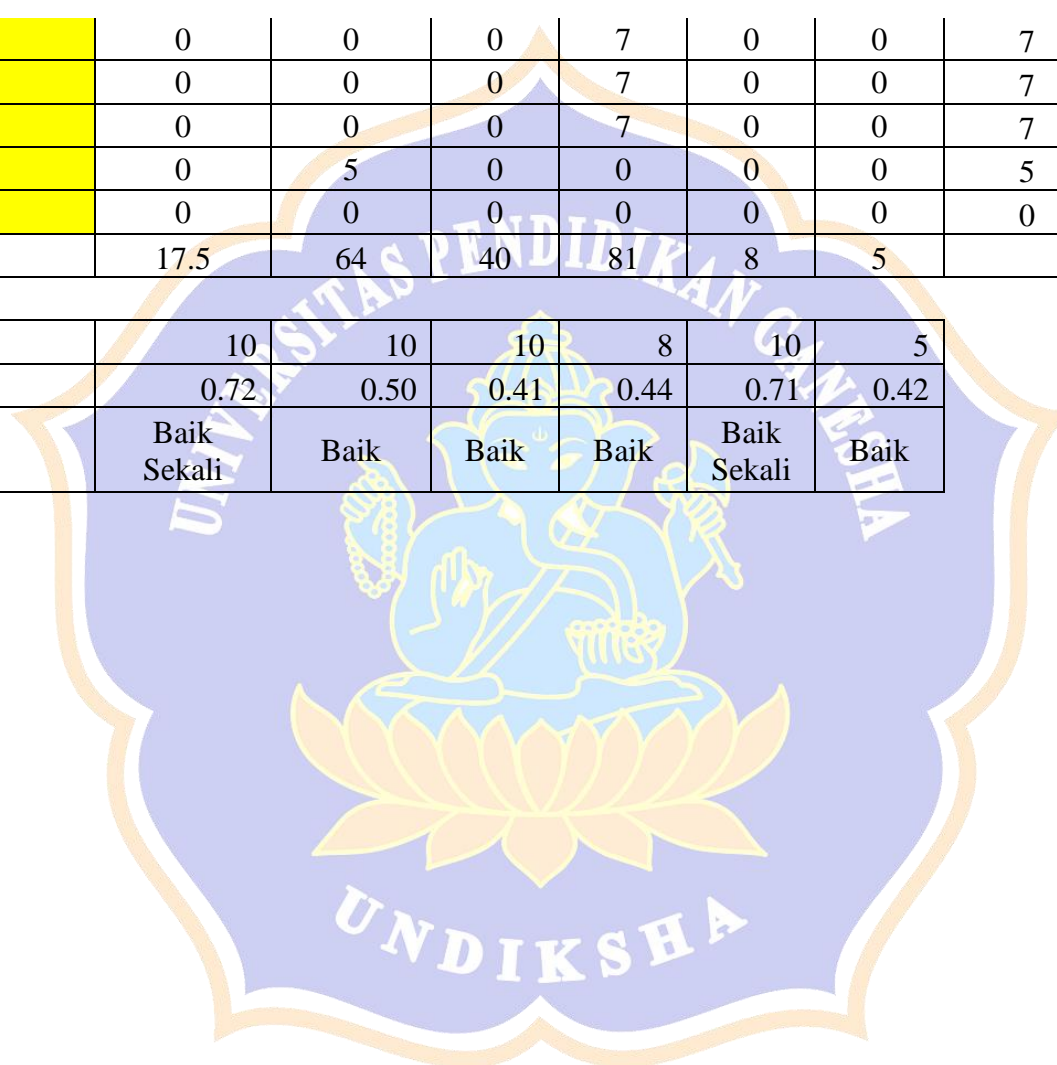 0 0 0 7 0 0 7
0 0 0 7 0 0 7
0 0 0 7 0 0 7
0 5 0 0 0 0 5
0 0 0 0 0 0 0
17.5 64 40 81 8 5
10 10 10 8 10 5
0.72 0.50 0.41 0.44 0.71 0.42
Baik Sekali Baik Baik Baik Baik Sekali Baik
UNIVERSITAS PENDIDIKAN GANESHA
UNDIKSHA